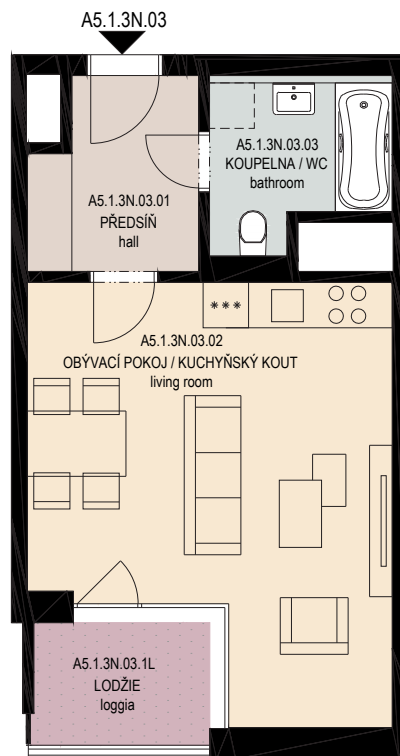 A5.1.3N.03
A5.1.3N.03.03
KOUPELNA / WC
bathroom
A5.1.3N.03.01
PŘEDSÍŇ
hall
***
A5.1.3N.03.02
OBÝVACÍ POKOJ / KUCHYŇSKÝ KOUT
living room
A5.1.3N.03.1L
LODŽIE
loggia